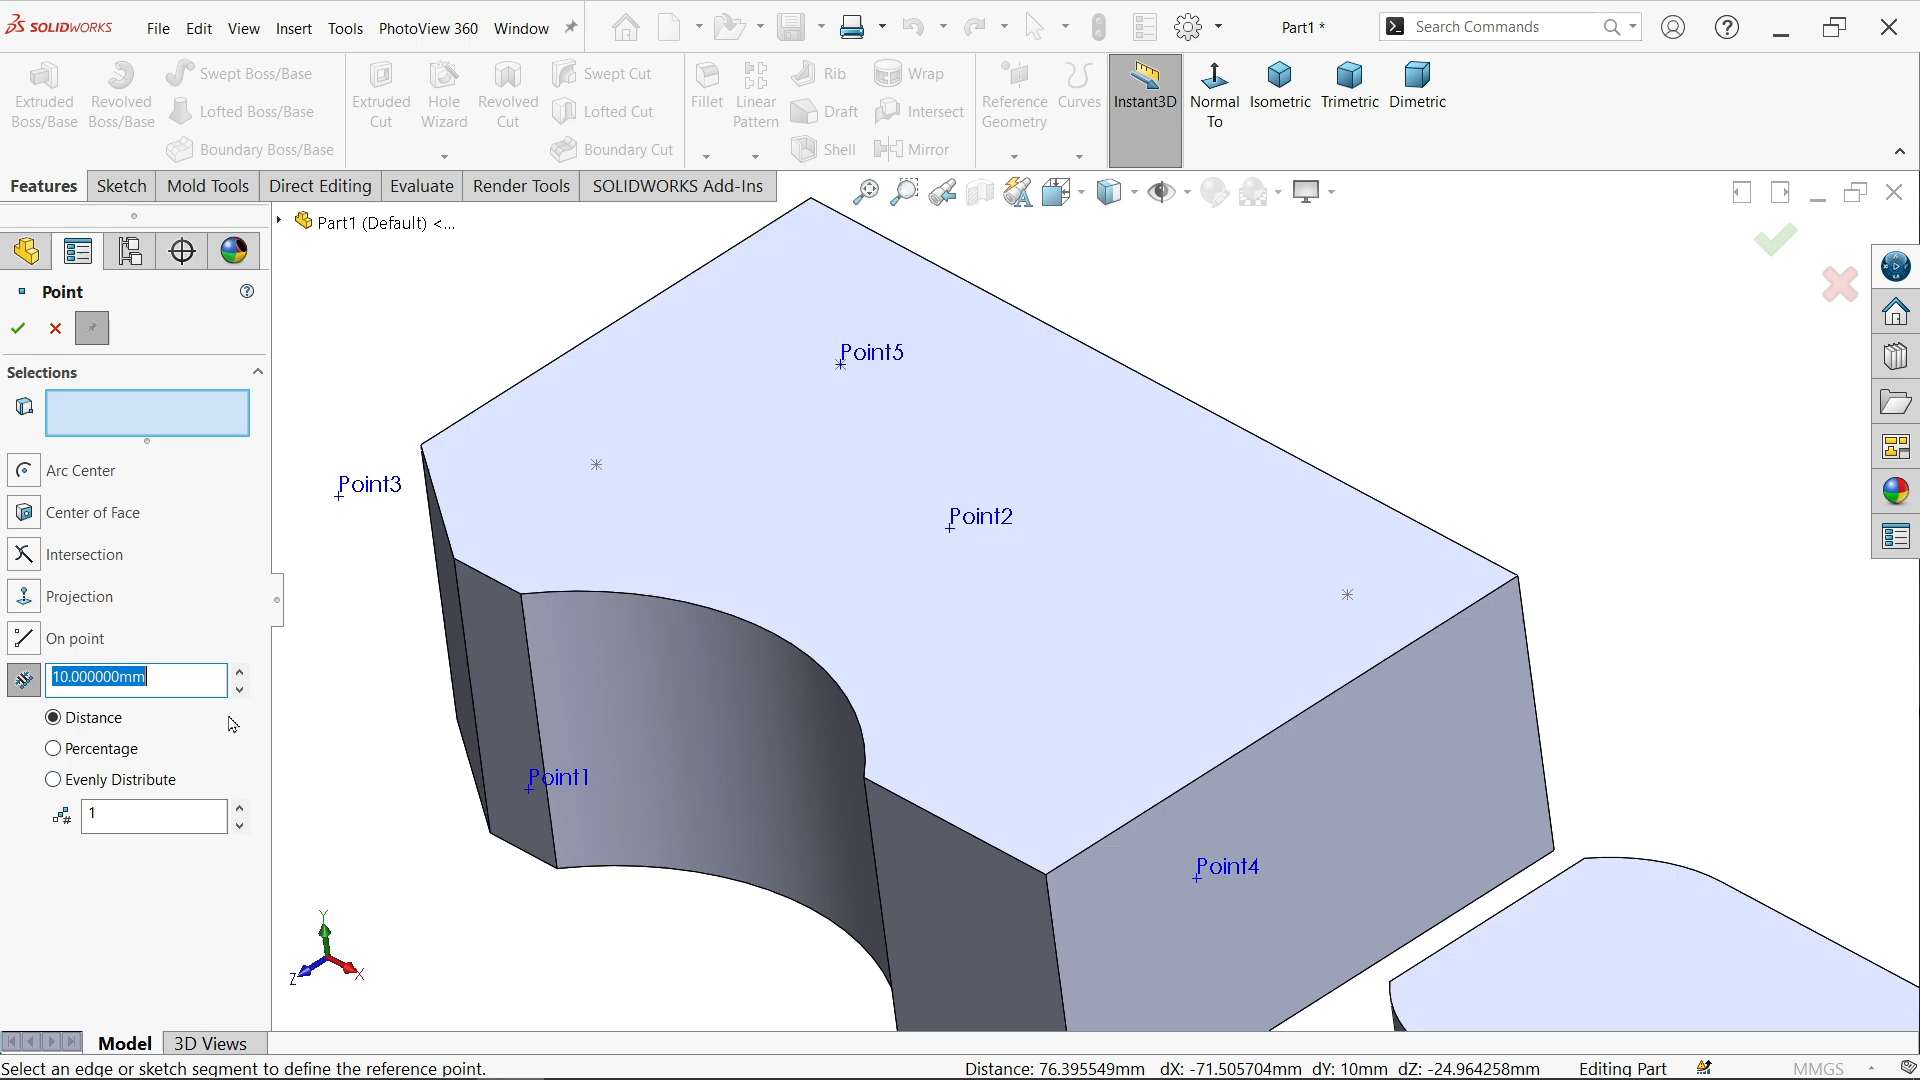 SOLIDWORKS File Edit View Insert Tools PhotoView 360 Window Part1 * Search Commands
Extruded Boss/Base
Revolved Boss/Base
Swept Boss/Base
Lofted Boss/Base
Boundary Boss/Base
Extruded Cut
Hole Wizard
Revolved Cut
Swept Cut
Lofted Cut
Boundary Cut
Fillet
Linear Pattern
Rib
Draft
Shell
Wrap
Intersect
Mirror
Reference Geometry
Curves
Instant3D
Normal To
Isometric
Trimetric
Dimetric
Features Sketch Mold Tools Direct Editing Evaluate Render Tools SOLIDWORKS Add-Ins
Part1 (Default) <...
Point
Selections
Arc Center
Center of Face
Intersection
Projection
On point
10.000000mm
Distance
Percentage
Evenly Distribute
1
Point5
Point3
Point2
Point1
Point4
Y
Z
X
Model 3D Views
Select an edge or sketch segment to define the reference point. Distance: 76.395549mm dX: -71.505704mm dY: 10mm dZ: -24.964258mm Editing Part MMGS